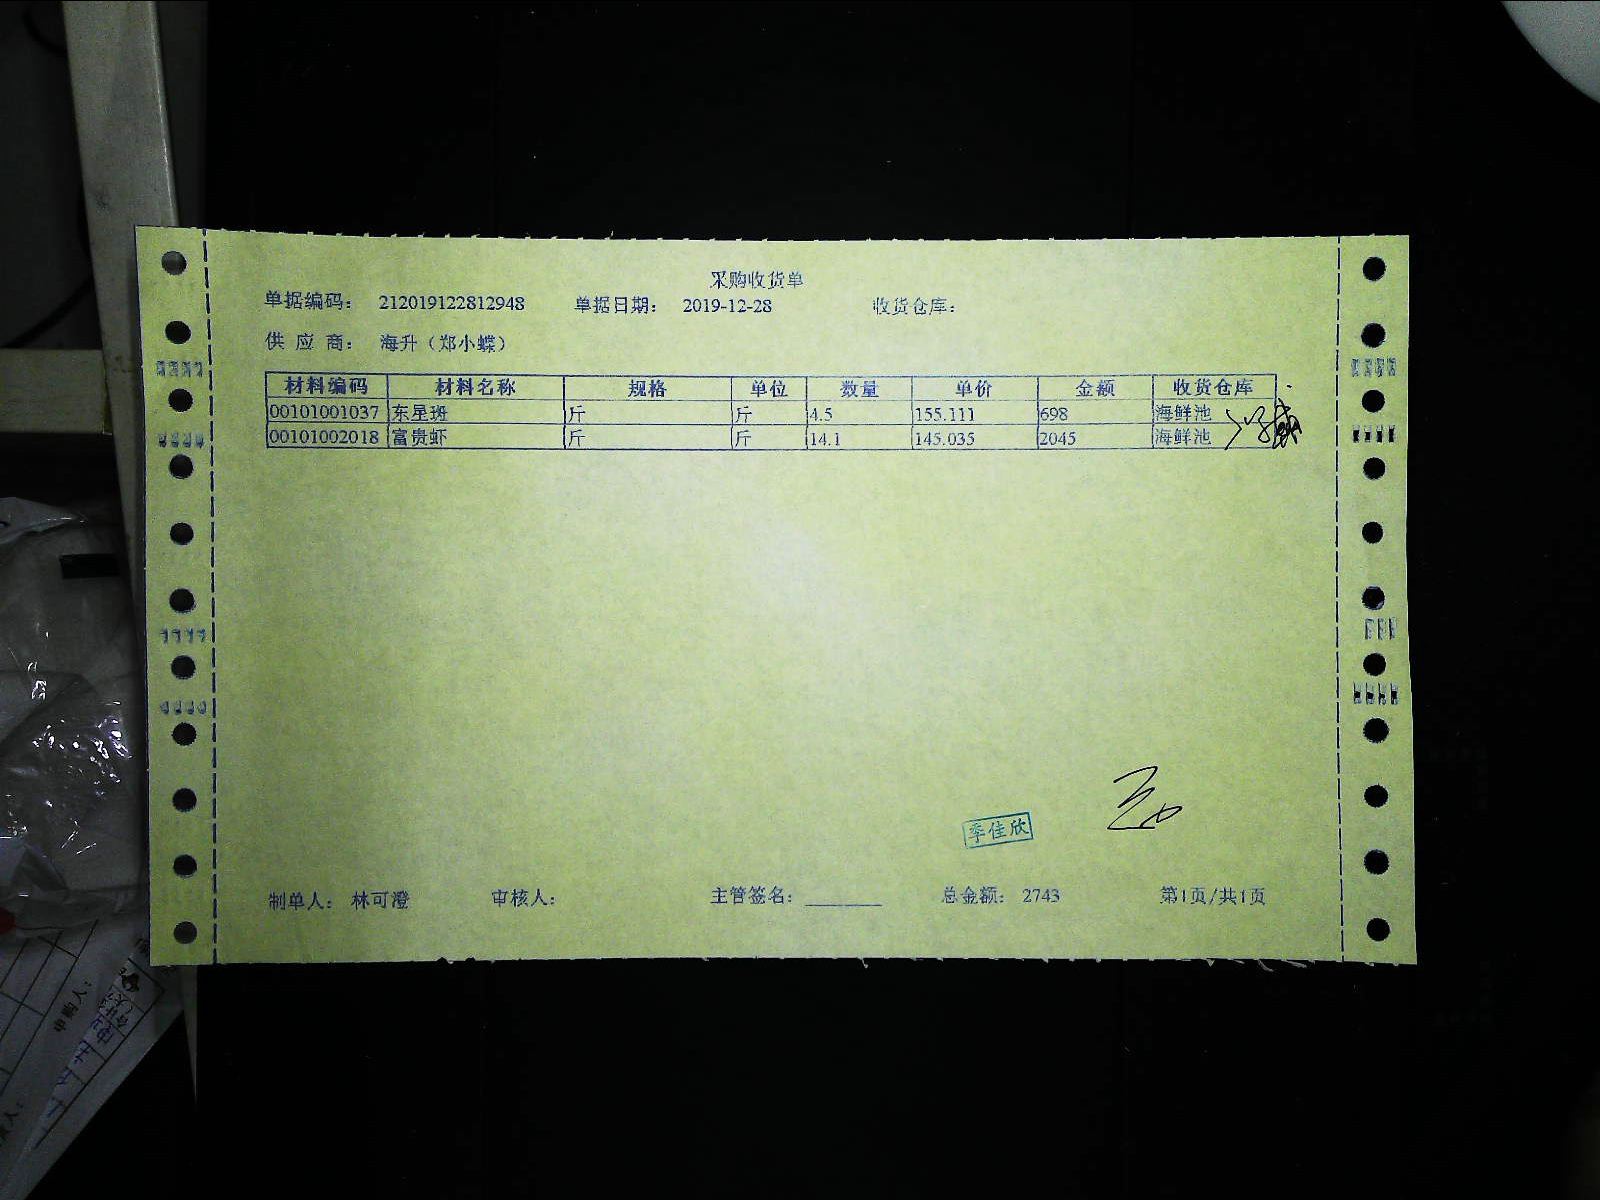 采购收货单
单据编码： 212019122812948 单据日期： 2019-12-28 收货仓库：
供 应 商： 海升（郑小蝶）
材料编码 材料名称 规格 单位 数量 单价 金额 收货仓库
00101001037 东星斑 斤 斤 4.5 155.111 698 海鲜池
00101002018 富贵虾 斤 斤 14.1 145.035 2045 海鲜池
季佳欣
制单人： 林可澄 审核人： 主管签名： 总金额： 2743 第1页/共1页
申购人：